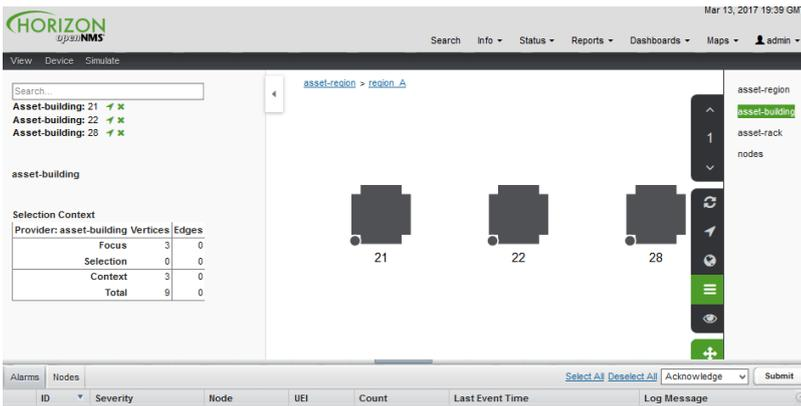 Mar 13, 2017 19:39 GM
HORIZON
openNMS
Search Info Status Reports Dashboards Maps admin
View Device Simulate
Search...
Asset-building: 21
Asset-building: 22
Asset-building: 28
asset-building
Selection Context
Provider: asset-building Vertices Edges
Focus 3 0
Selection 0 0
Context 3 0
Total 9 0
asset-region > region_A
21 22 28
1
asset-region
asset-building
asset-rack
nodes
Alarms Nodes
Select All Deselect All Acknowledge Submit
ID Severity Node UEI Count Last Event Time Log Message